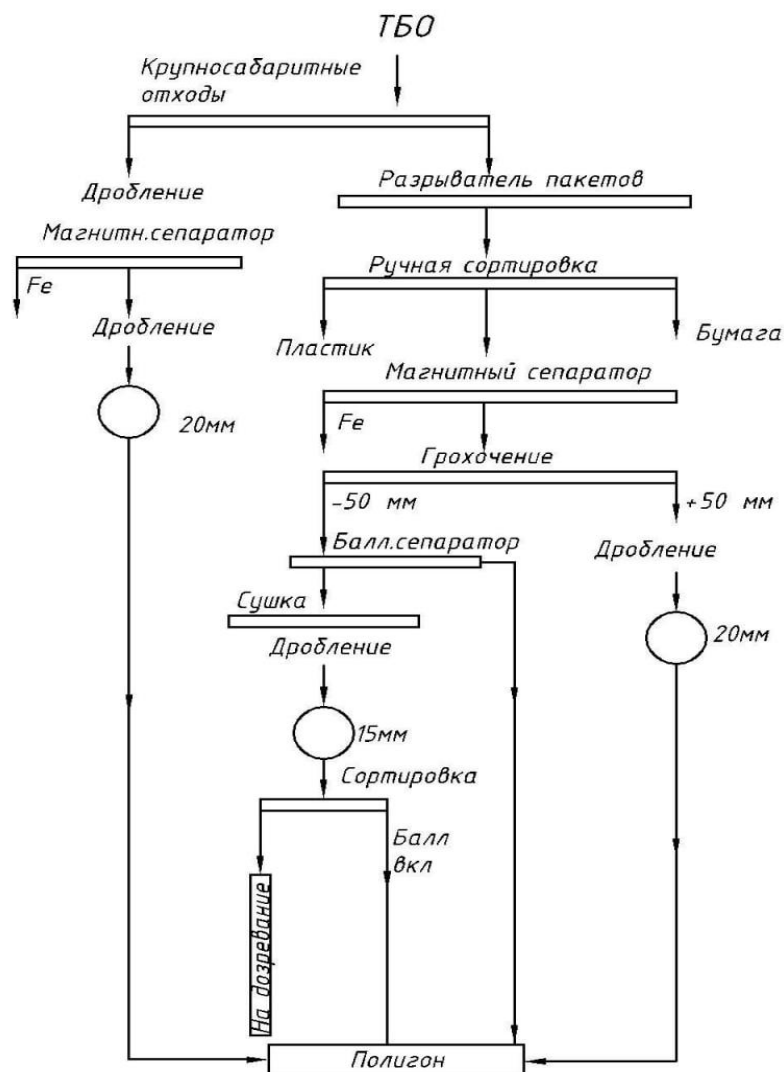 ТБО
Крупносабаритные
отходы
Дробление
Разрыватель пакетов
Магнитн.сепаратор
Fe
Ручная сортировка
Дробление
Пластик
Бумага
20мм
Магнитный сепаратор
Fe
Грохочение
-50 мм
+50 мм
Балл.сепаратор
Дробление
Сушка
Дробление
20мм
15мм
Сортировка
Балл
вкл
На дозревание
Полигон